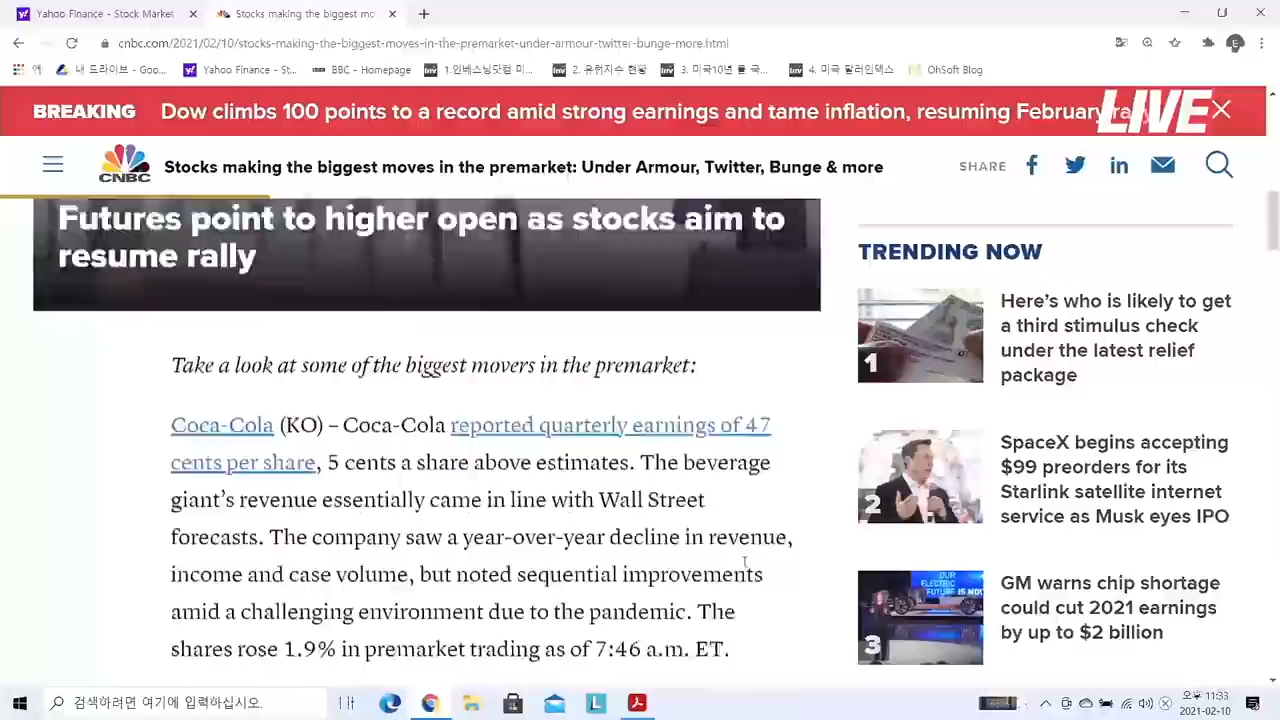 Yahoo Finance - Stock Market
Stocks making the biggest mo
cnbc.com/2021/02/10/stocks-making-the-biggest-moves-in-the-premarket-under-armour-twitter-bunge-more.html
앱
내 드라이브 - Goo...
Yahoo Finance - St...
BBC - Homepage
1.인베스닝닷컴 미...
2. 유위지수 현황
3. 미국10년 물 국...
4. 미국 달러인덱스
OhSoft Blog
BREAKING
Dow climbs 100 points to a record amid strong earnings and tame inflation, resuming February
LIVE
CNBC
Stocks making the biggest moves in the premarket: Under Armour, Twitter, Bunge & more
SHARE
Futures point to higher open as stocks aim to
resume rally
Take a look at some of the biggest movers in the premarket:
Coca-Cola (KO) – Coca-Cola reported quarterly earnings of 47
cents per share, 5 cents a share above estimates. The beverage
giant’s revenue essentially came in line with Wall Street
forecasts. The company saw a year-over-year decline in revenue,
income and case volume, but noted sequential improvements
amid a challenging environment due to the pandemic. The
shares rose 1.9% in premarket trading as of 7:46 a.m. ET.
TRENDING NOW
1
Here’s who is likely to get
a third stimulus check
under the latest relief
package
2
SpaceX begins accepting
$99 preorders for its
Starlink satellite internet
service as Musk eyes IPO
OUR
ELECTRIC
FUTURE IS NOW
3
GM warns chip shortage
could cut 2021 earnings
by up to $2 billion
검색하려면 여기에 입력하십시오.
오후 11:33
2021-02-10